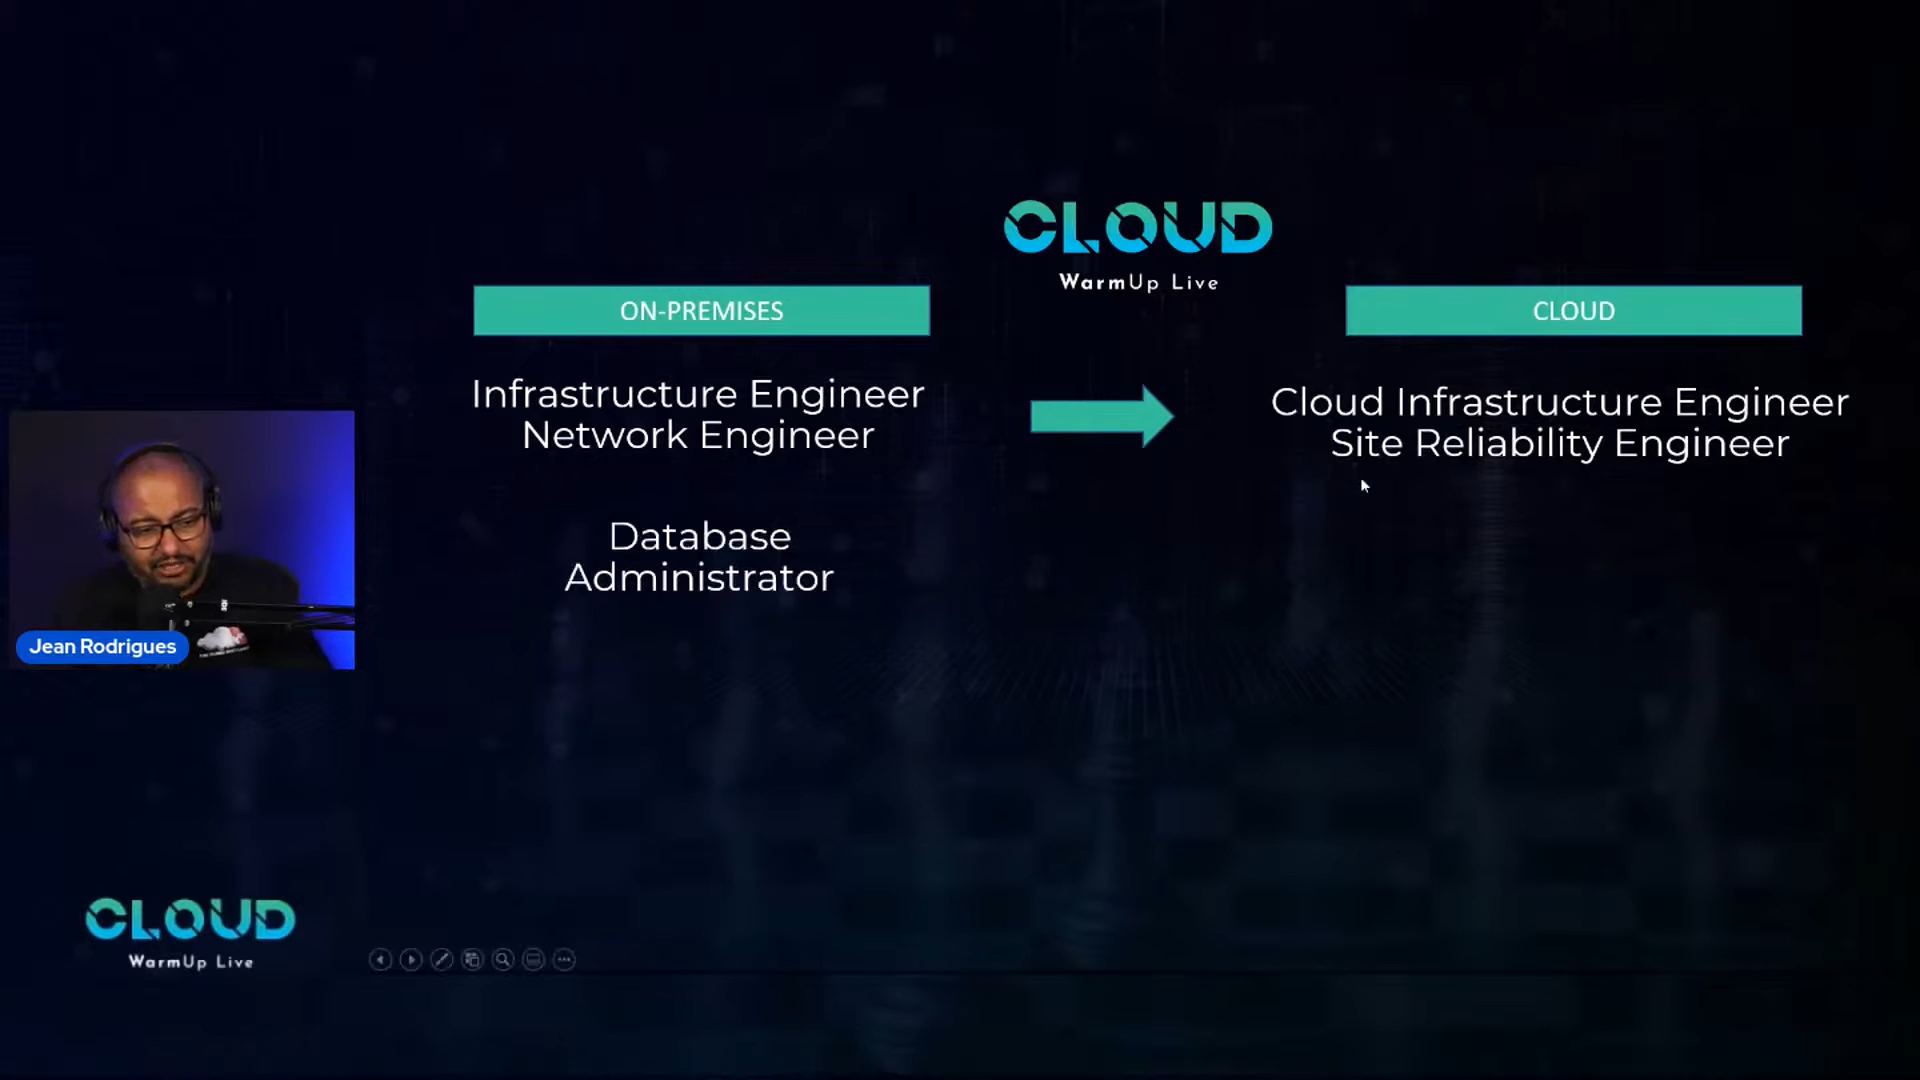 CLOUD
WarmUp Live
ON-PREMISES
CLOUD
Infrastructure Engineer
Network Engineer
Cloud Infrastructure Engineer
Site Reliability Engineer
Database
Administrator
Jean Rodrigues
CLOUD
WarmUp Live